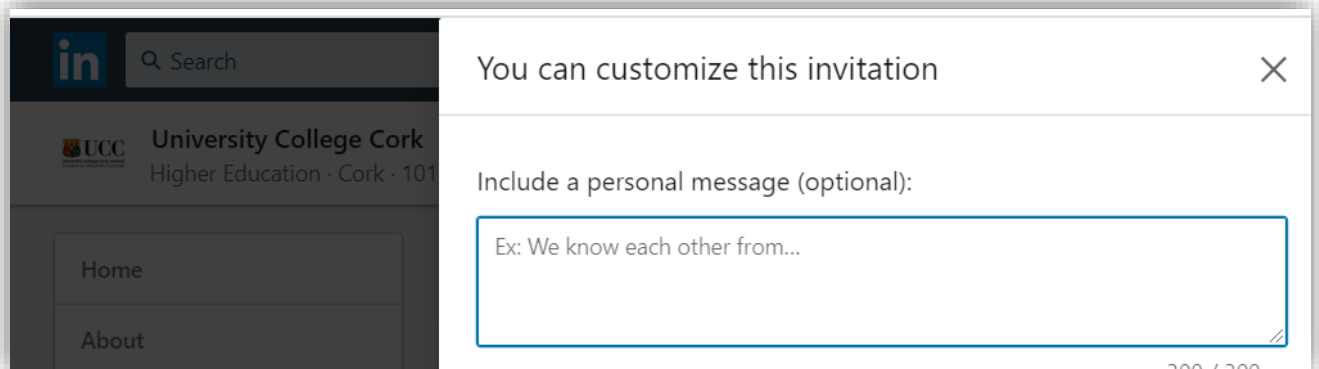 in
Search
You can customize this invitation
UCC
University College Cork
Higher Education · Cork · 101
Include a personal message (optional):
Ex: We know each other from...
Home
About